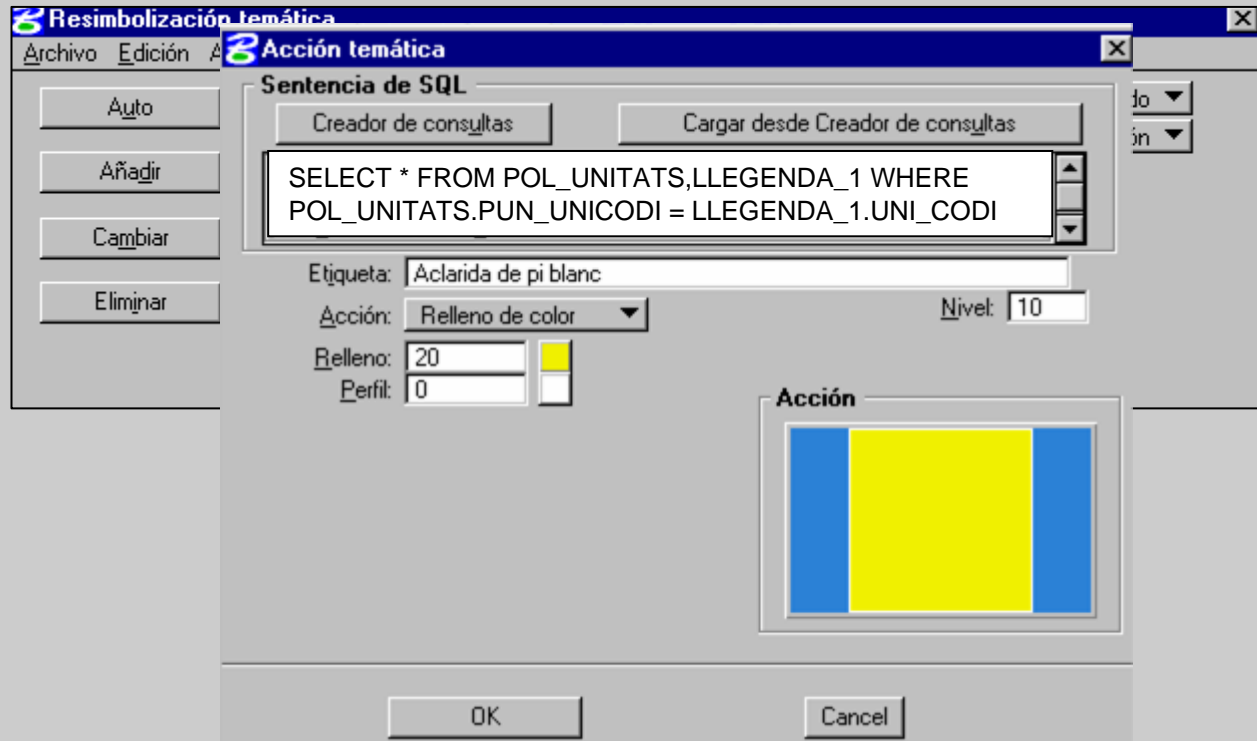 Resimbolización temática
Archivo Edición A
Auto
Añadir
Cambiar
Eliminar
do
ón
Acción temática
Sentencia de SQL
Creador de consultas Cargar desde Creador de consultas
SELECT * FROM POL_UNITATS,LLEGENDA_1 WHERE
POL_UNITATS.PUN_UNICODI = LLEGENDA_1.UNI_CODI
Etiqueta: Aclarida de pi blanc
Acción: Relleno de color Nivel: 10
Relleno: 20
Perfil: 0
Acción
OK Cancel